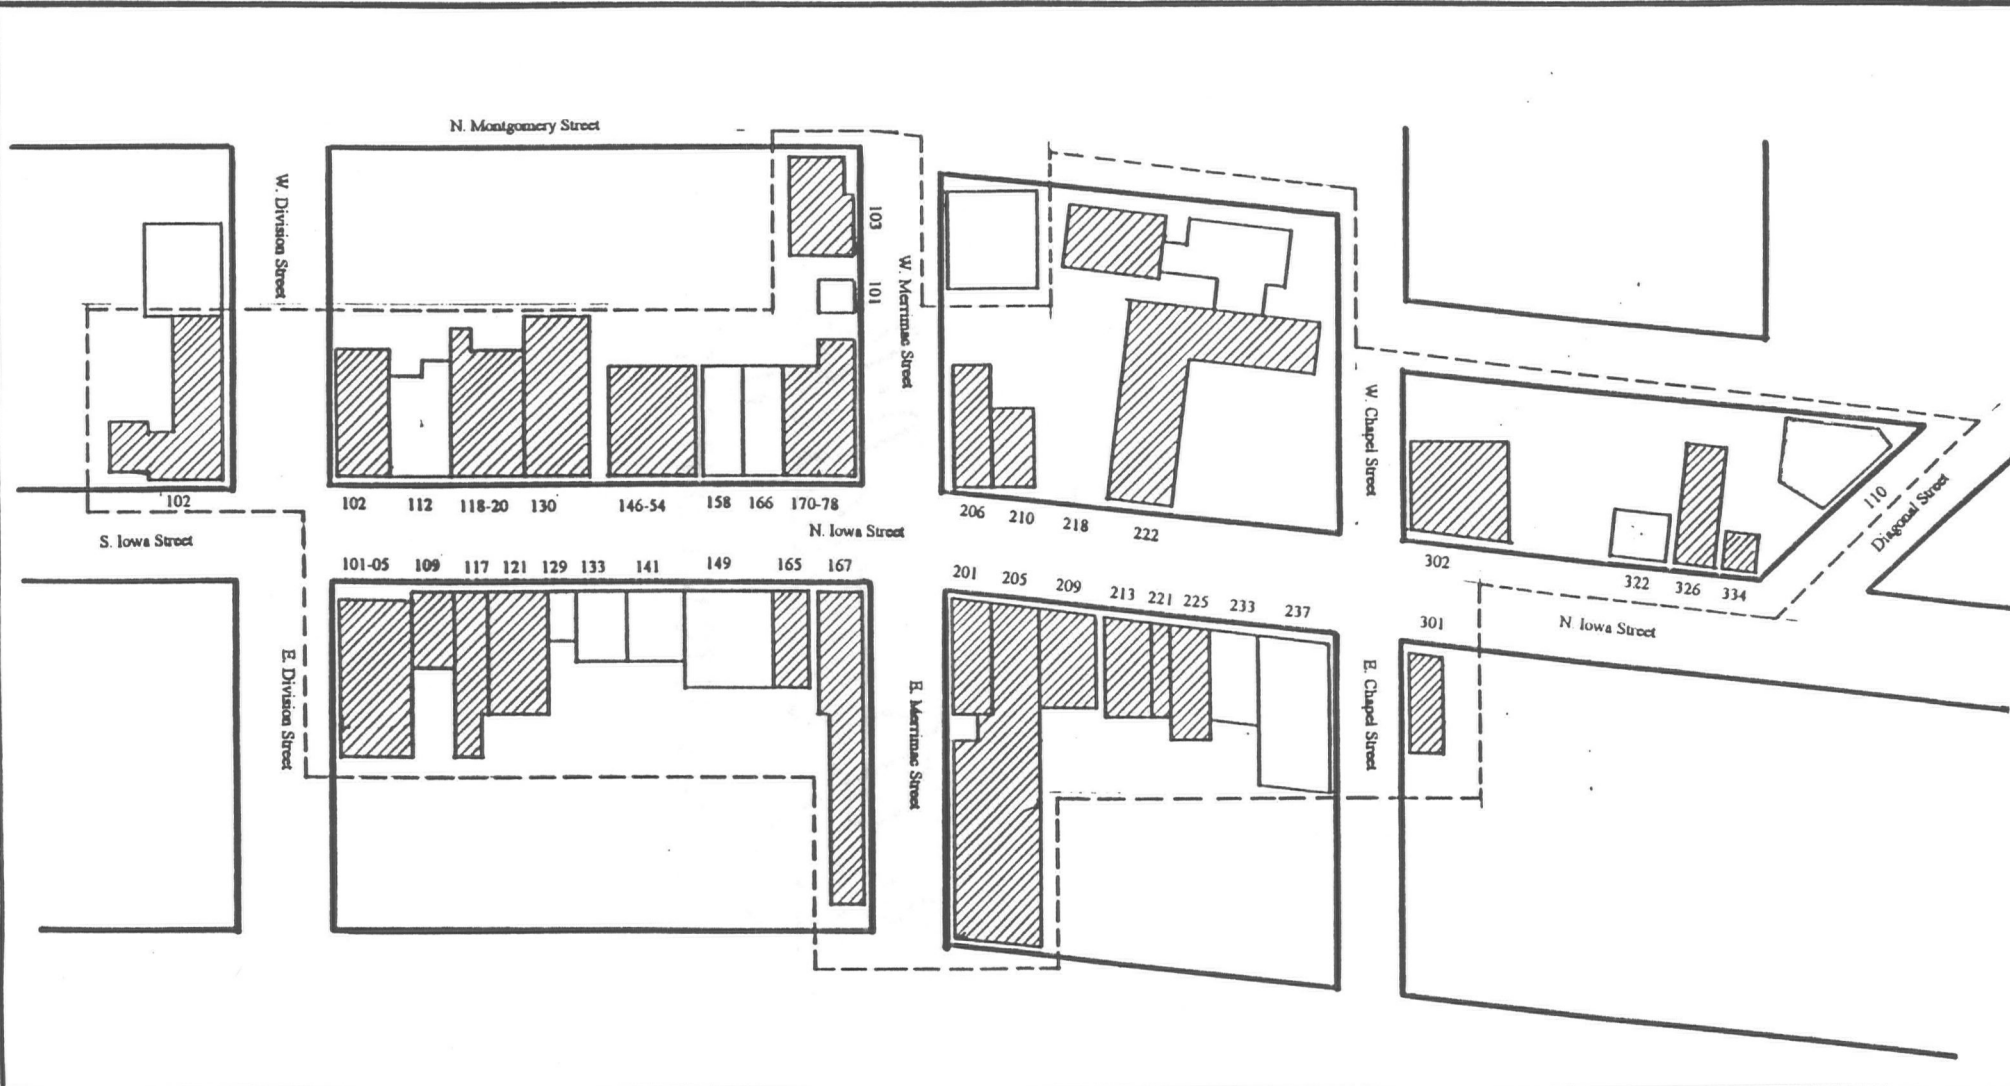 N. Montgomery Street
W. Division Street
103
101
W. Merrimac Street
W. Chapel Street
110
Diagonal Street
102
S. Iowa Street
102 112 118-20 130 146-54 158 166 170-78
N. Iowa Street
206 210 218 222
302 322 326 334
N. Iowa Street
101-05 109 117 121 129 133 141 149 165 167
201 205 209 213 221 225 233 237
301
E. Division Street
E. Merrimac Street
E. Chapel Street